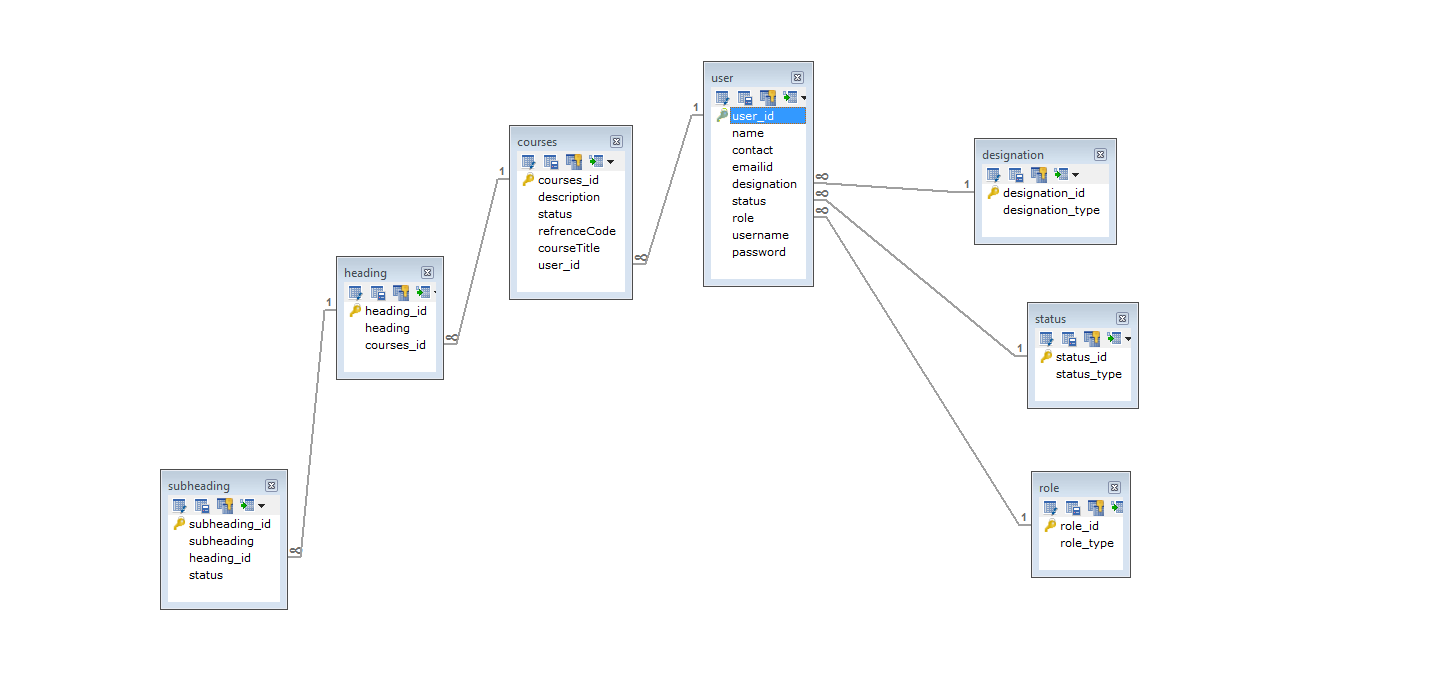 user
user_id
name
contact
emailid
designation
status
role
username
password
courses
courses_id
description
status
refrenceCode
courseTitle
user_id
designation
designation_id
designation_type
heading
heading_id
heading
courses_id
status
status_id
status_type
subheading
subheading_id
subheading
heading_id
status
role
role_id
role_type
1
∞
1
∞
1
∞
∞
1
∞
1
∞
1